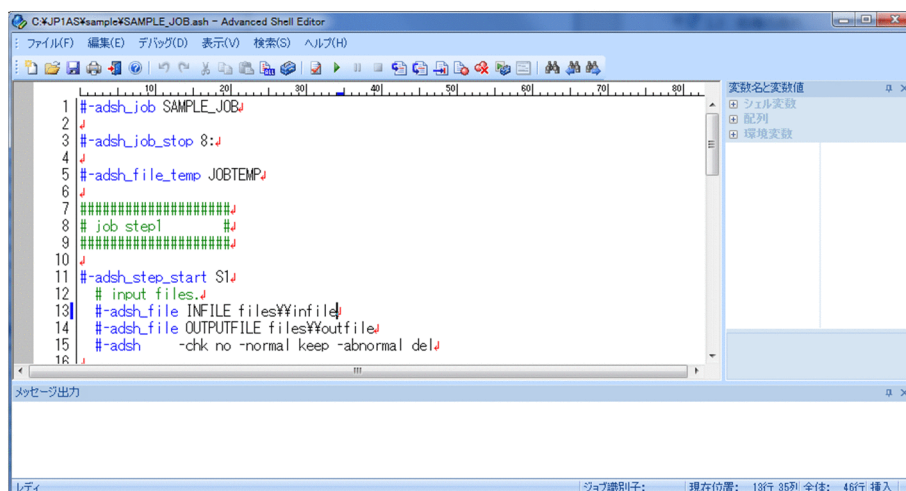 C:¥JP1AS¥sample¥SAMPLE_JOB.ash - Advanced Shell Editor
ファイル(F) 編集(E) デバッグ(D) 表示(V) 検索(S) ヘルプ(H)
10 20 30 40 50 60 70 80
変数名と変数値
シェル変数
配列
環境変数
1 #-adsh_job SAMPLE_JOB
2
3 #-adsh_job_stop 8:
4
5 #-adsh_file_temp JOBTEMP
6
7 ####################
8 # job step1 #
9 ####################
10
11 #-adsh_step_start S1
12 # input files.
13 #-adsh_file INFILE files¥¥infile
14 #-adsh_file OUTPUTFILE files¥¥outfile
15 #-adsh -chk no -normal keep -abnormal del
16
メッセージ出力
レディ ジョブ識別子: 現在位置: 13行 35列 全体: 46行 挿入